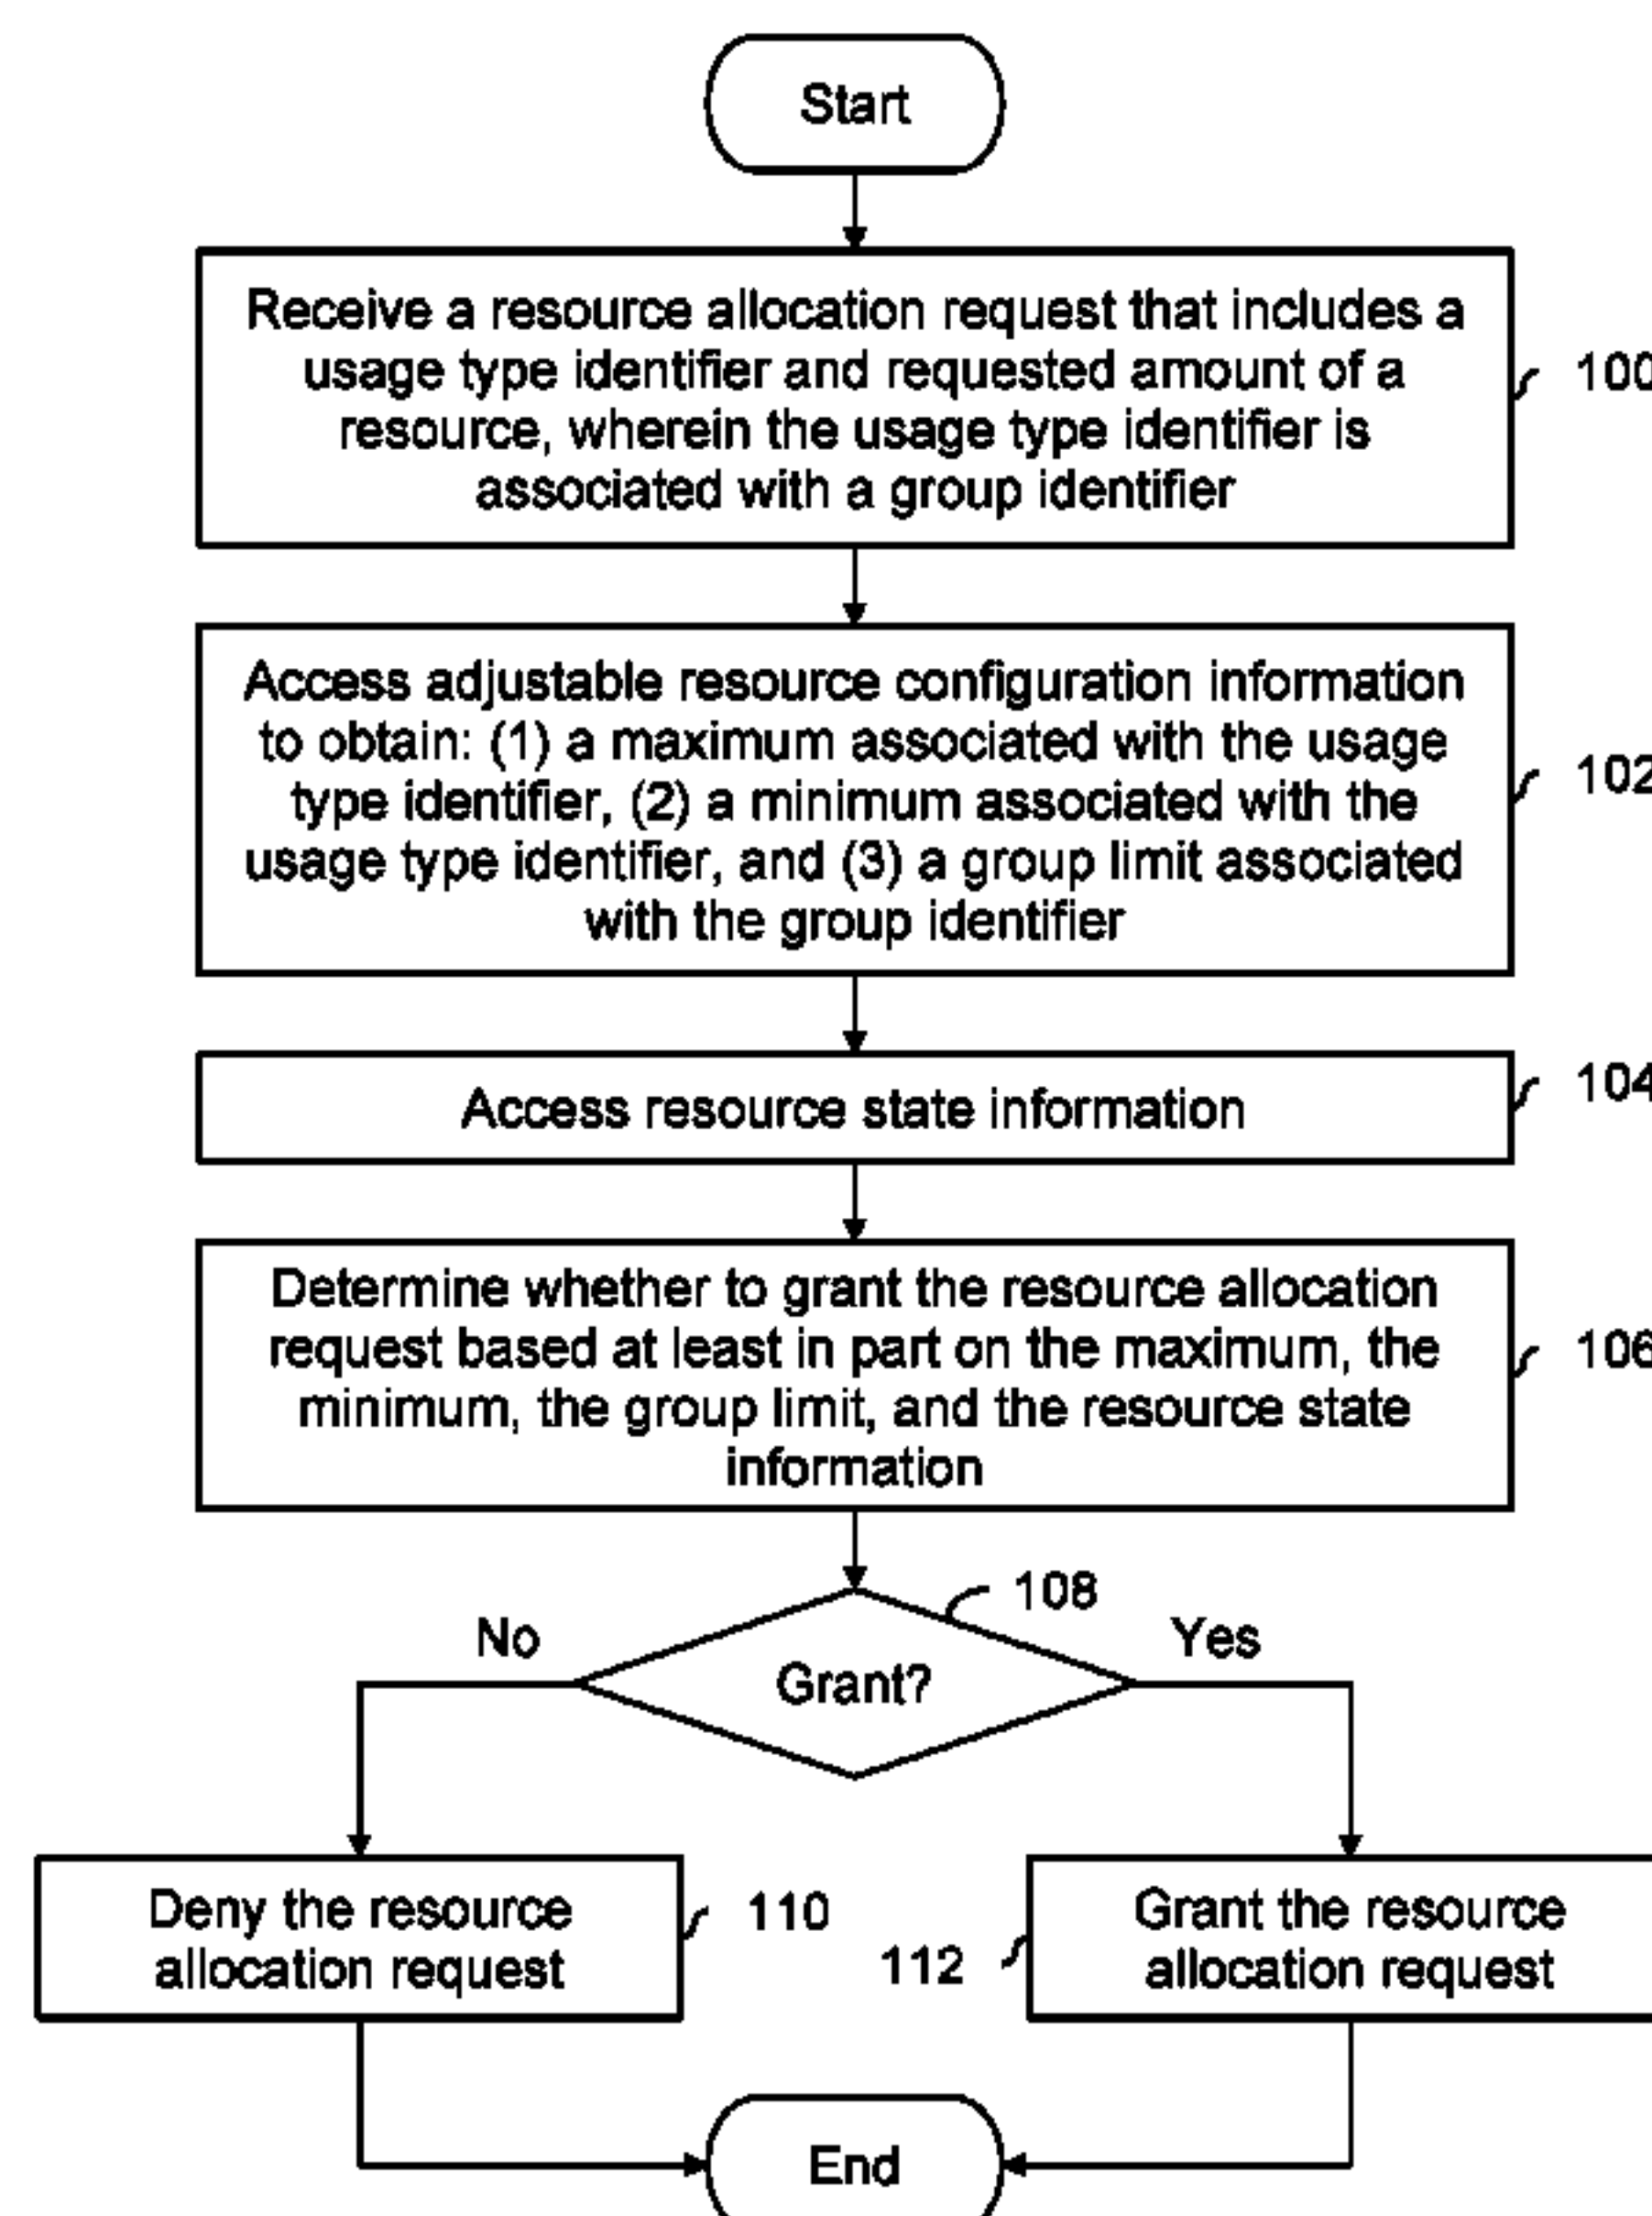 Start
Receive a resource allocation request that includes a
usage type identifier and requested amount of a
resource, wherein the usage type identifier is
associated with a group identifier
100
Access adjustable resource configuration information
to obtain: (1) a maximum associated with the usage
type identifier, (2) a minimum associated with the
usage type identifier, and (3) a group limit associated
with the group identifier
102
Access resource state information
104
Determine whether to grant the resource allocation
request based at least in part on the maximum, the
minimum, the group limit, and the resource state
information
106
108
No
Yes
Grant?
Deny the resource
allocation request
110
112
Grant the resource
allocation request
End